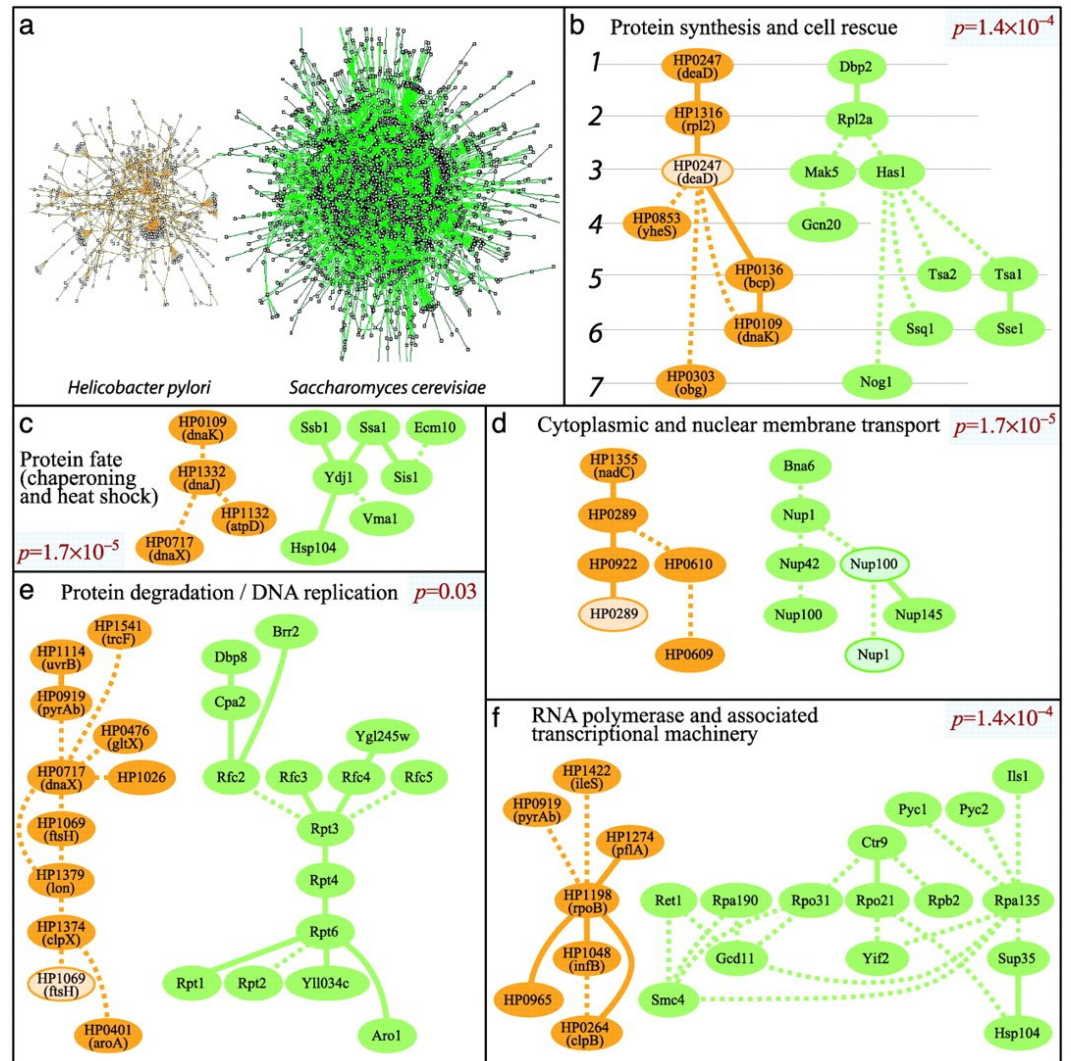 a
Helicobacter pylori
Saccharomyces cerevisiae
b Protein synthesis and cell rescue p=1.4×10⁻⁴
1 HP0247 (deaD) Dbp2
2 HP1316 (rpl2) Rpl2a
3 HP0247 (deaD) Mak5 Has1
4 HP0853 (yheS) Gcn20
5 HP0136 (bcp) Tsa2 Tsa1
6 HP0109 (dnaK) Ssq1 Sse1
7 HP0303 (obg) Nog1
c
Protein fate
(chaperoning
and heat shock)
p=1.7×10⁻⁵
HP0109
(dnaK)
HP1332
(dnaJ)
HP1132
(atpD)
HP0717
(dnaX)
Ssb1 Ssa1 Ecm10
Ydj1 Sis1
Vma1
Hsp104
d Cytoplasmic and nuclear membrane transport p=1.7×10⁻⁵
HP1355
(nadC)
HP0289
HP0922 HP0610
HP0289
HP0609
Bna6
Nup1
Nup42 Nup100
Nup100 Nup145
Nup1
e Protein degradation / DNA replication p=0.03
HP1541
(trcF)
HP1114
(uvrB)
HP0919
(pyrAb)
HP0476
(gltX)
HP0717
(dnaX)
HP1026
HP1069
(ftsH)
HP1379
(lon)
HP1374
(clpX)
HP1069
(ftsH)
HP0401
(aroA)
Brr2
Dbp8
Cpa2
Ygl245w
Rfc2 Rfc3 Rfc4 Rfc5
Rpt3
Rpt4
Rpt6
Rpt1 Rpt2 Yll034c
Aro1
f RNA polymerase and associated
transcriptional machinery
p=1.4×10⁻⁴
HP1422
(ileS)
HP0919
(pyrAb)
HP1274
(pflA)
HP1198
(rpoB)
HP1048
(infB)
HP0965
HP0264
(clpB)
Ils1
Pyc1 Pyc2
Ctr9
Ret1 Rpa190 Rpo31 Rpo21 Rpb2 Rpa135
Gcd11 Yif2 Sup35
Smc4
Hsp104